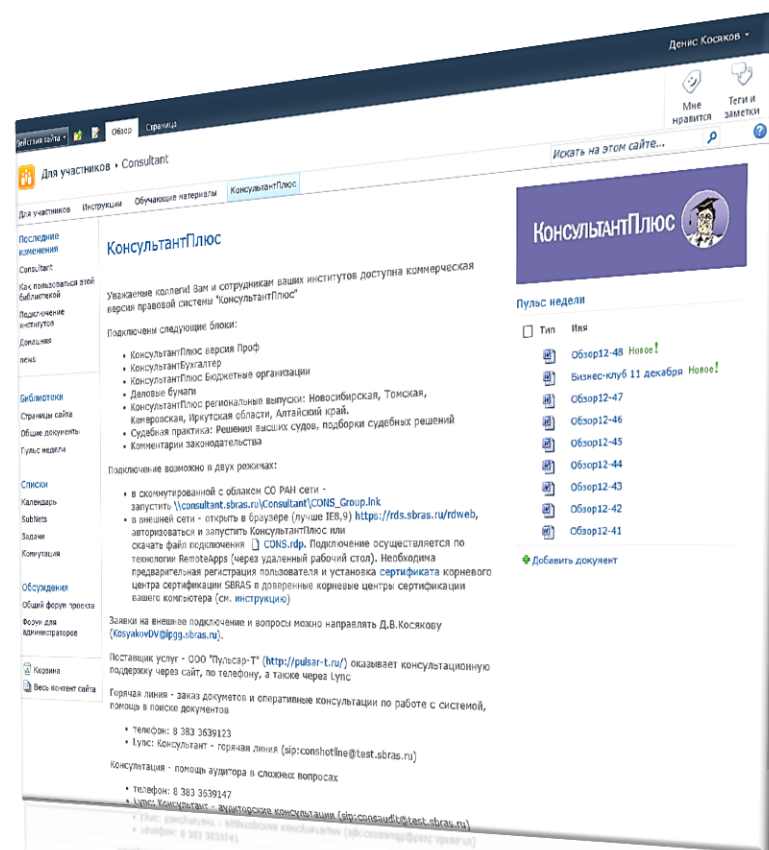 Денис Косяков
Действия сайта
Обзор
Страница
Мне нравится
Теги и заметки
Для участников › Consultant
Искать на этом сайте...
Для участников
Инструкции
Обучающие материалы
КонсультантПлюс
Последние
изменения
Consultant
Как пользоваться этой
библиотекой
Подключение
институтов
Домашняя
news
Библиотеки
Страницы сайта
Общие документы
Пульс недели
Списки
Календарь
SubNets
Задачи
Коммутация
Обсуждения
Общий форум проекта
Форум для
администраторов
Корзина
Весь контент сайта
КонсультантПлюс
Уважаемые коллеги! Вам и сотрудникам ваших институтов доступна коммерческая
версия правовой системы "КонсультантПлюс"
Подключены следующие блоки:
• КонсультантПлюс версия Проф
• КонсультантБухгалтер
• КонсультантПлюс Бюджетные организации
• Деловые бумаги
• КонсультантПлюс региональные выпуски: Новосибирская, Томская,
Кемеровская, Иркутская области, Алтайский край.
• Судебная практика: Решения высших судов, подборки судебных решений
• Комментарии законодательства
Подключение возможно в двух режимах:
• в скоммутированной с облаком СО РАН сети -
запустить \\consultant.sbras.ru\Consultant\CONS_Group.lnk
• в внешней сети - открыть в браузере (лучше IE8,9) https://rds.sbras.ru/rdweb,
авторизоваться и запустить КонсультантПлюс или
скачать файл подключения CONS.rdp. Подключение осуществляется по
технологии RemoteApps (через удаленный рабочий стол). Необходима
предварительная регистрация пользователя и установка сертификата корневого
центра сертификации SBRAS в доверенные корневые центры сертификации
вашего компьютера (см. инструкцию)
Заявки на внешнее подключение и вопросы можно направлять Д.В.Косякову
(KosyakovDV@ipgg.sbras.ru).
Поставщик услуг - ООО "Пульсар-Т" (http://pulsar-t.ru/) оказывает консультационную
поддержку через сайт, по телефону, а также через Lync
Горячая линия - заказ докуметов и оперативные консультации по работе с системой,
помощь в поиске документов
• телефон: 8 383 3639123
• Lync: Консультант - горячая линия (sip:conshotline@test.sbras.ru)
Консультация - помощь аудитора в сложных вопросах
• телефон: 8 383 3639147
• Lync: Консультант - аудиторские консультации (sip:consaudit@test.sbras.ru)
КонсультантПлюс
Пульс недели
Тип Имя
Обзор12-48 Новое!
Бизнес-клуб 11 декабря Новое!
Обзор12-47
Обзор12-46
Обзор12-45
Обзор12-44
Обзор12-43
Обзор12-42
Обзор12-41
Добавить документ